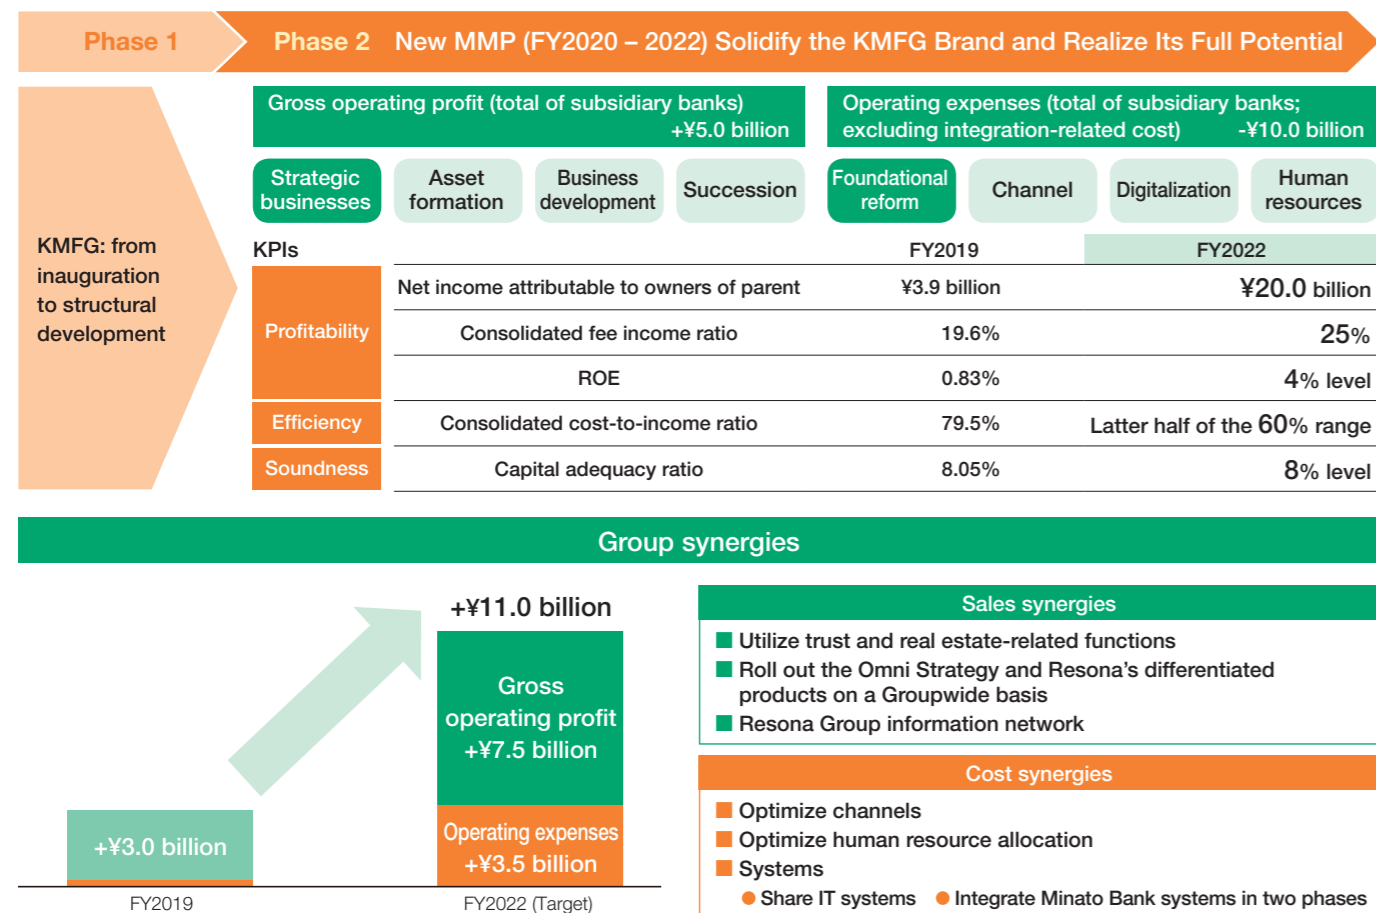 Phase 1
Phase 2 New MMP (FY2020 – 2022) Solidify the KMFG Brand and Realize Its Full Potential
KMFG: from
inauguration
to structural
development
Gross operating profit (total of subsidiary banks)
+¥5.0 billion
Operating expenses (total of subsidiary banks;
excluding integration-related cost) -¥10.0 billion
Strategic
businesses
Asset
formation
Business
development
Succession
Foundational
reform
Channel
Digitalization
Human
resources
KPIs FY2019 FY2022
Profitability
Net income attributable to owners of parent ¥3.9 billion ¥20.0 billion
Consolidated fee income ratio 19.6% 25%
ROE 0.83% 4% level
Efficiency Consolidated cost-to-income ratio 79.5% Latter half of the 60% range
Soundness Capital adequacy ratio 8.05% 8% level
Group synergies
+¥11.0 billion
Gross
operating profit
+¥7.5 billion
Operating expenses
+¥3.5 billion
+¥3.0 billion
FY2019 FY2022 (Target)
Sales synergies
Utilize trust and real estate-related functions
Roll out the Omni Strategy and Resona's differentiated
products on a Groupwide basis
Resona Group information network
Cost synergies
Optimize channels
Optimize human resource allocation
Systems
Share IT systems Integrate Minato Bank systems in two phases